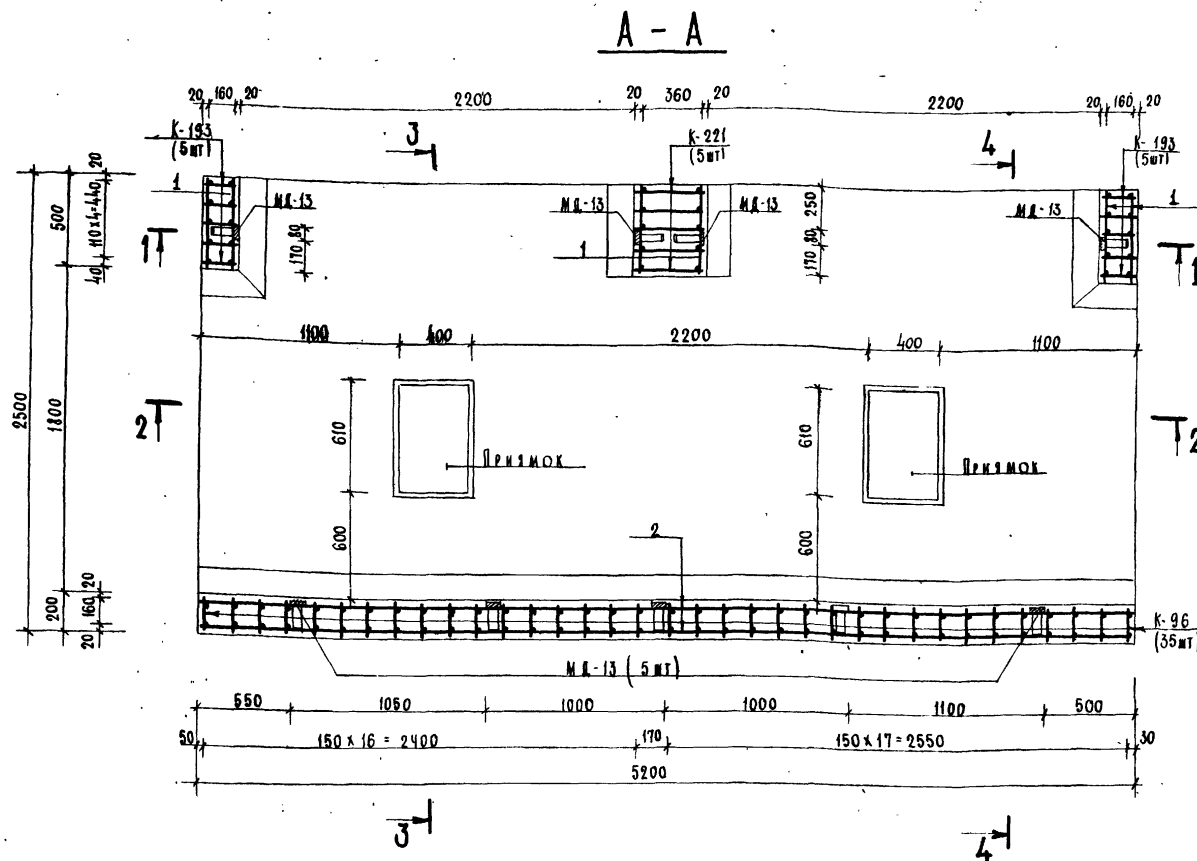 А - А
20 160 20 2200 20 360 20 2200 20 160 20
К-193
(5шт)
3
К-221
(5шт)
4
К-193
(5шт)
1
МД-13
МД-13
МД-13
МД-13
1
1
20
110х4=440
40
500
1800
2500
200
20
160
20
80
170
250
80
170
1
1
1100 400 2200 400 1100
2
2
610
610
Приямок
Приямок
600
600
2
К-96
(35шт)
МД-13 (5шт)
550 1050 1000 1000 1100 500
50 150 х 16 = 2400 170 150 х 17 = 2550 30
5200
3
4